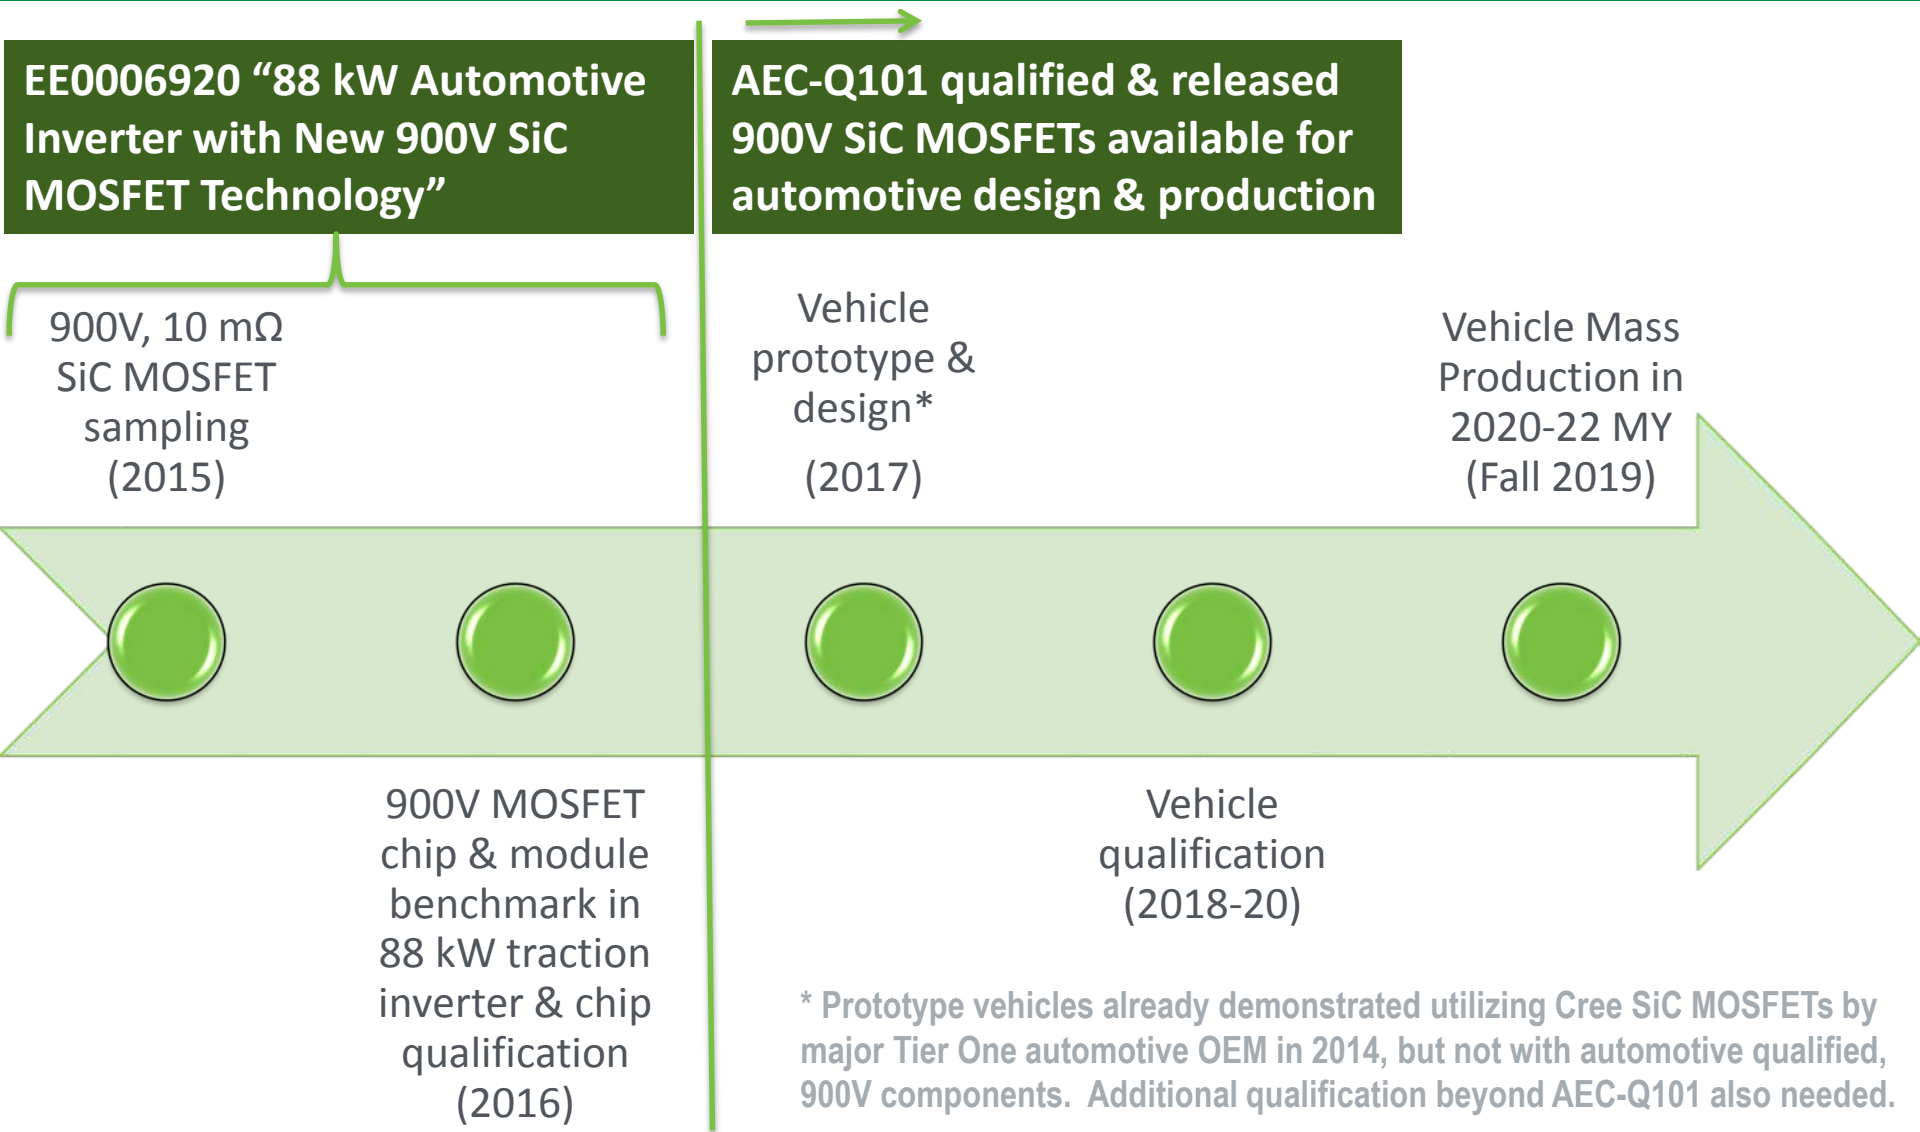 EE0006920 “88 kW Automotive
Inverter with New 900V SiC
MOSFET Technology”
AEC-Q101 qualified & released
900V SiC MOSFETs available for
automotive design & production
900V, 10 mΩ
SiC MOSFET
sampling
(2015)
Vehicle
prototype &
design*
(2017)
Vehicle Mass
Production in
2020-22 MY
(Fall 2019)
900V MOSFET
chip & module
benchmark in
88 kW traction
inverter & chip
qualification
(2016)
Vehicle
qualification
(2018-20)
* Prototype vehicles already demonstrated utilizing Cree SiC MOSFETs by
major Tier One automotive OEM in 2014, but not with automotive qualified,
900V components.  Additional qualification beyond AEC-Q101 also needed.